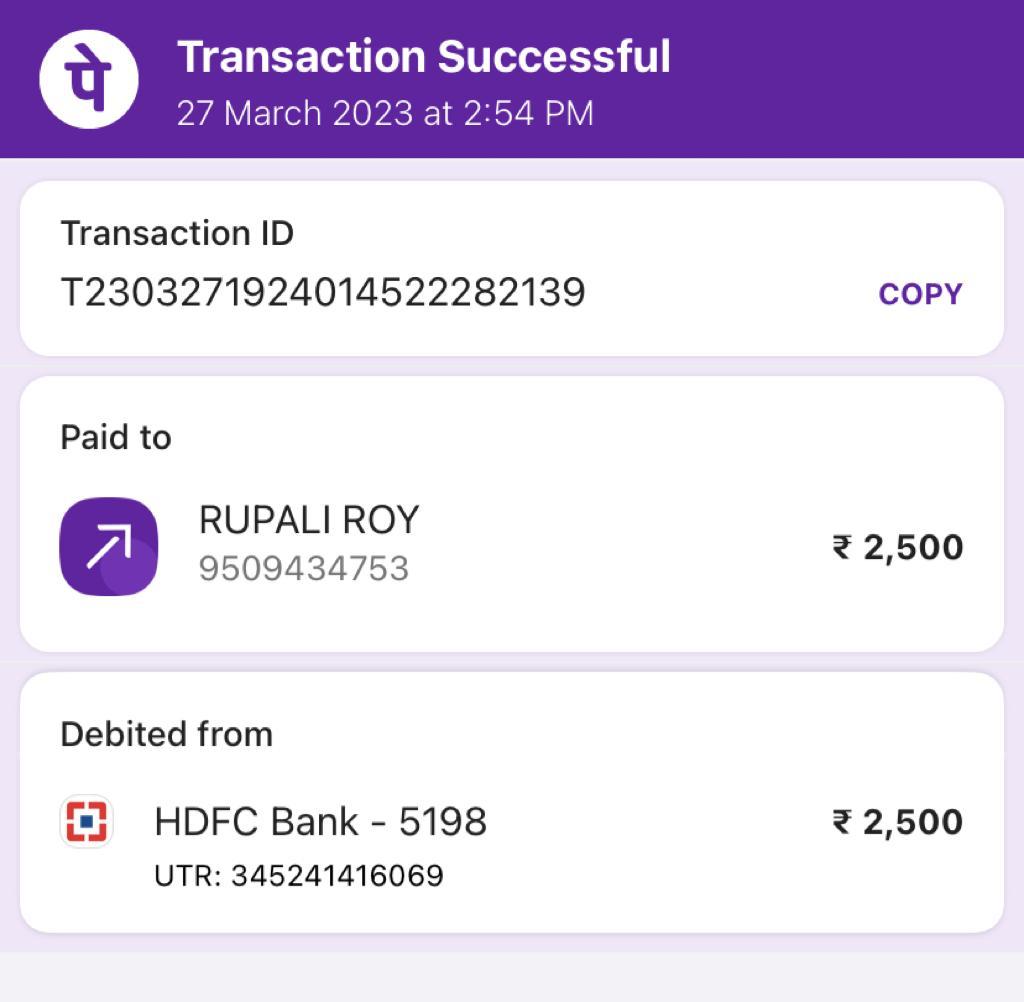 पे
Transaction Successful
27 March 2023 at 2:54 PM
Transaction ID
T2303271924014522282139
COPY
Paid to
RUPALI ROY
9509434753
₹ 2,500
Debited from
HDFC Bank - 5198
₹ 2,500
UTR: 345241416069